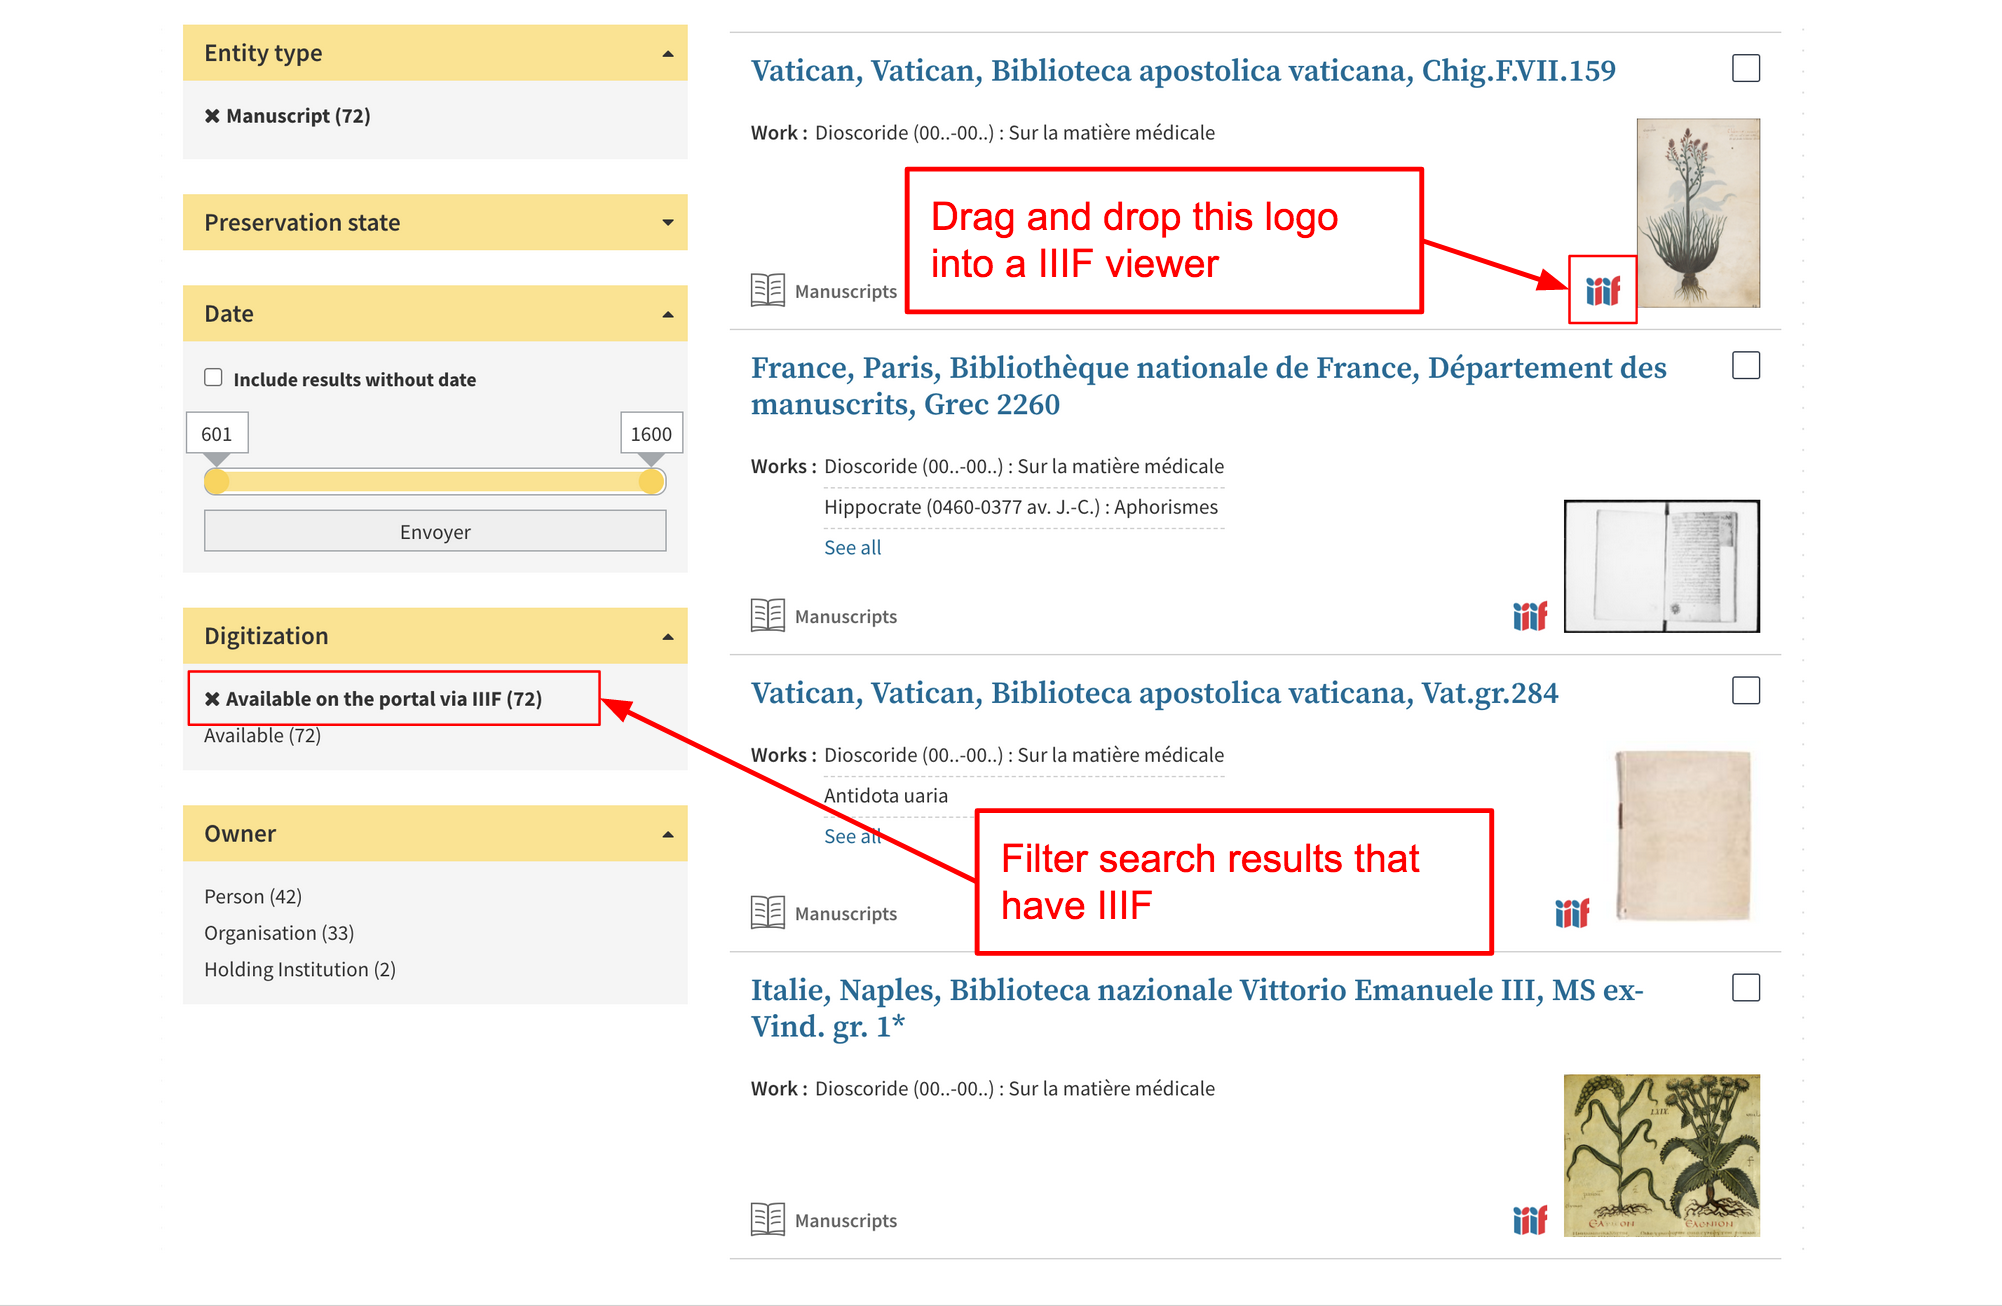 Entity type
✖ Manuscript (72)
Preservation state
Date
Include results without date
601
1600
Envoyer
Digitization
✖ Available on the portal via IIIF (72)
Available (72)
Owner
Person (42)
Organisation (33)
Holding Institution (2)
Vatican, Vatican, Biblioteca apostolica vaticana, Chig.F.VII.159
Work : Dioscoride (00..-00..) : Sur la matière médicale
Drag and drop this logo
into a IIIF viewer
Manuscripts
iiif
France, Paris, Bibliothèque nationale de France, Département des
manuscrits, Grec 2260
Works : Dioscoride (00..-00..) : Sur la matière médicale
Hippocrate (0460-0377 av. J.-C.) : Aphorismes
See all
Manuscripts
iiif
Vatican, Vatican, Biblioteca apostolica vaticana, Vat.gr.284
Works : Dioscoride (00..-00..) : Sur la matière médicale
Antidota uaria
See all
Filter search results that
have IIIF
Manuscripts
iiif
Italie, Naples, Biblioteca nazionale Vittorio Emanuele III, MS ex-
Vind. gr. 1*
Work : Dioscoride (00..-00..) : Sur la matière médicale
Manuscripts
iiif